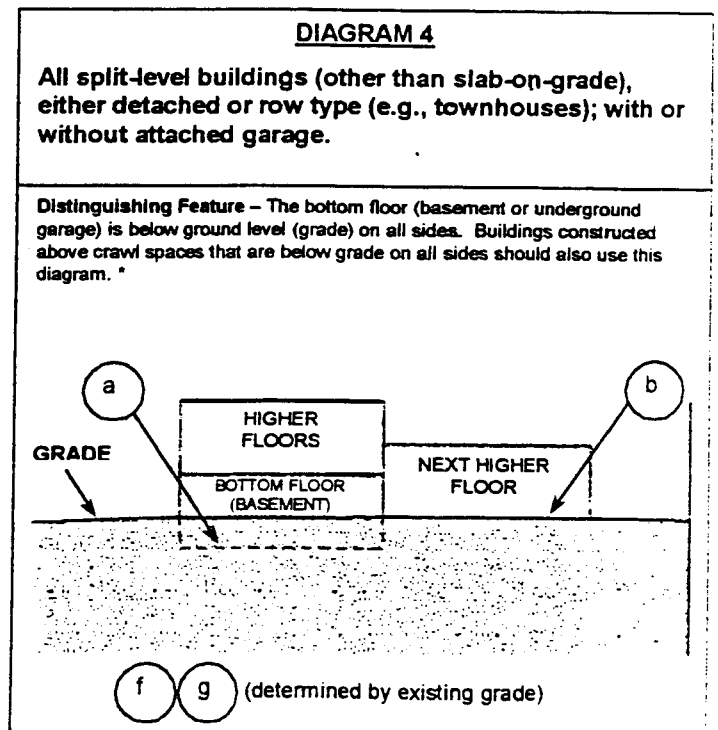 DIAGRAM 4
All split-level buildings (other than slab-on-grade),
either detached or row type (e.g., townhouses); with or
without attached garage.
Distinguishing Feature – The bottom floor (basement or underground
garage) is below ground level (grade) on all sides. Buildings constructed
above crawl spaces that are below grade on all sides should also use this
diagram. *
a
b
HIGHER
FLOORS
GRADE
NEXT HIGHER
FLOOR
BOTTOM FLOOR
(BASEMENT)
f g (determined by existing grade)